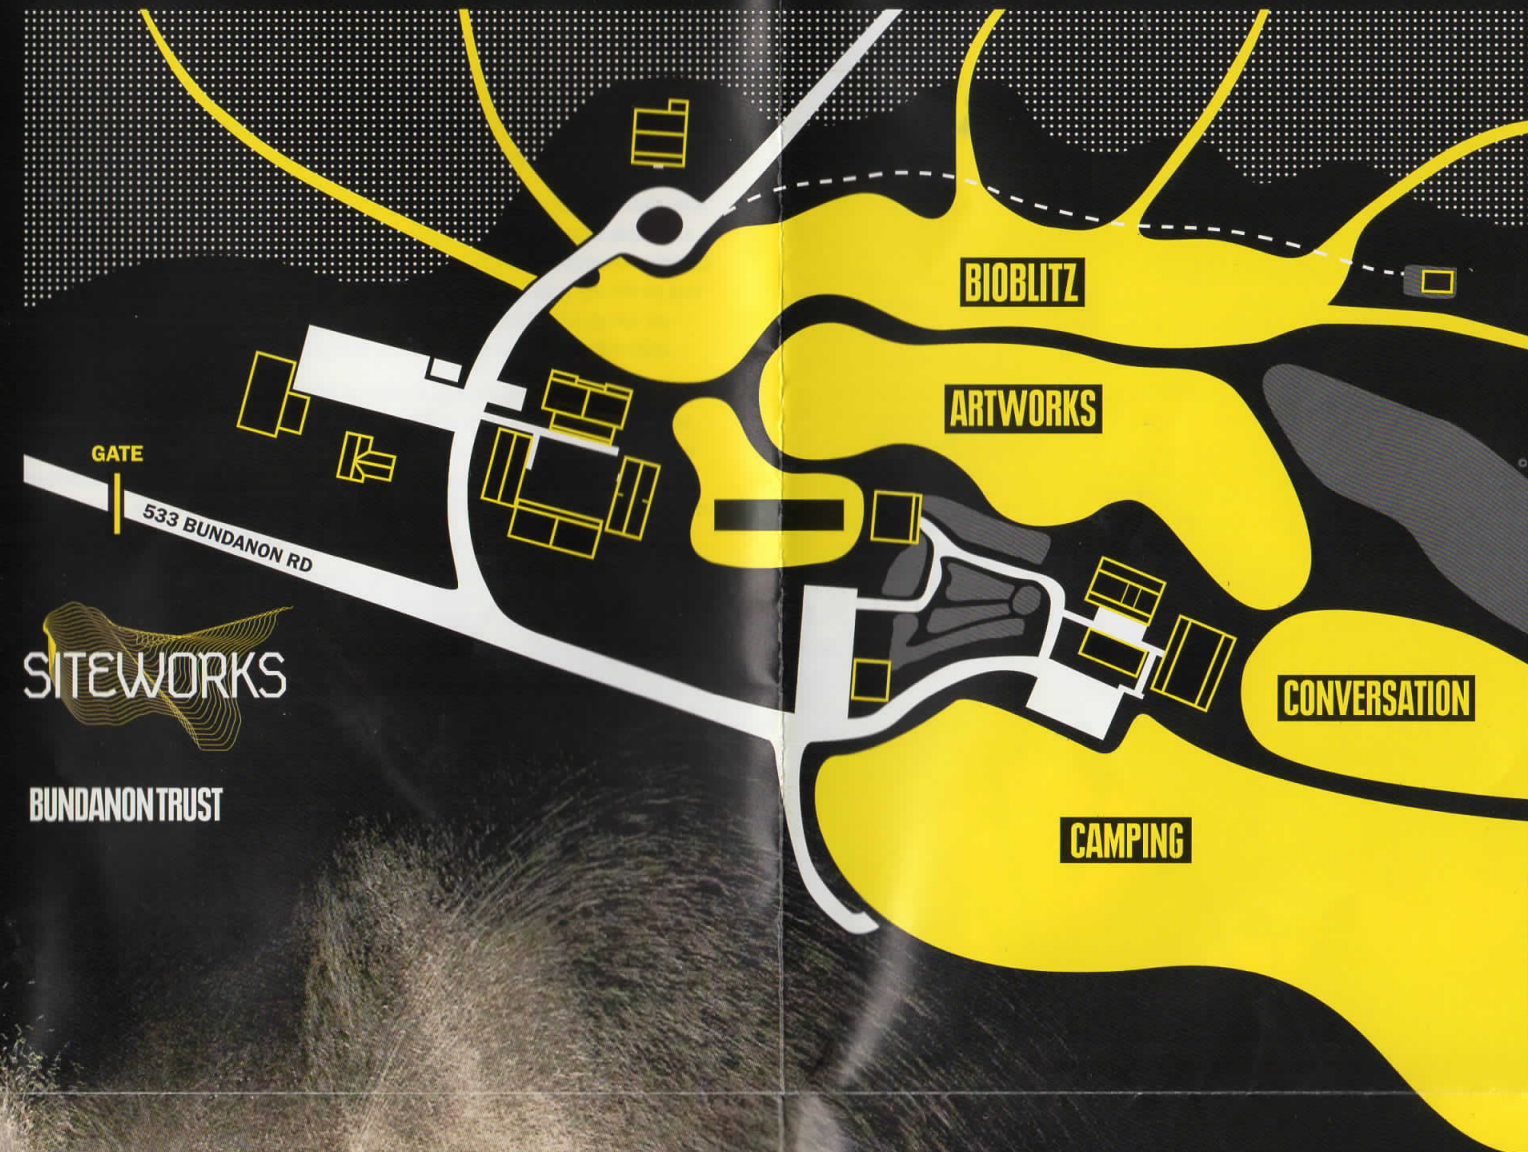 BIOBLITZ
ARTWORKS
GATE
533 BUNDANON RD
SITEWORKS
CONVERSATION
BUNDANON TRUST
CAMPING